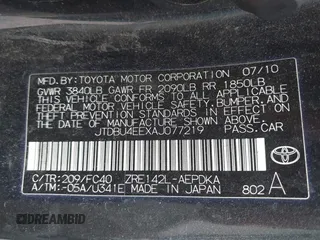 MFD. BY: TOYOTA MOTOR CORPORATION 07/10
GVWR 3840LB GAWR FR 2090LB RR 1850LB
THIS VEHICLE CONFORMS TO ALL APPLICABLE
FEDERAL MOTOR VEHICLE SAFETY, BUMPER, AND
THEFT PREVENTION STANDARDS IN EFFECT ON
THE DATE OF MANUFACTURE SHOWN ABOVE.
JTDBU4EEXAJ077219 PASS. CAR
C/TR: 209/FC40 ZRE142L-AEPDKA
A/TM: -05A/U341E MADE IN JAPAN 802 A
TOYOTA
DREAMBID